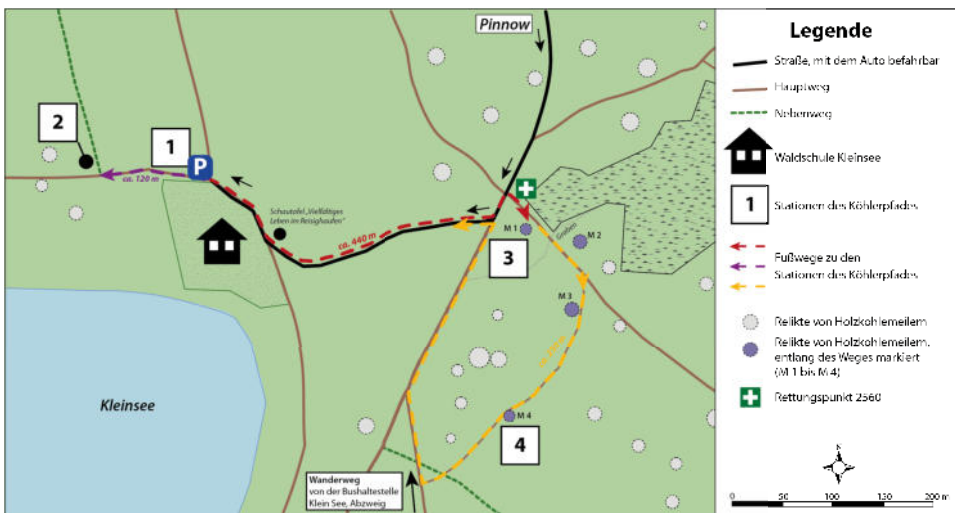 Pinnow
2
1
P
ca. 120 m
Schautafel „Vielfältiges
Leben im Reisighaufen“
ca. 440 m
M 1
Graben
M 2
3
M 3
M 4
4
Kleinsee
Wanderweg
von der Bushaltestelle
Klein See, Abzweig
Legende
Straße, mit dem Auto befahrbar
Hauptweg
Nebenweg
Waldschule Kleinsee
1
Stationen des Köhlerpfades
Fußwege zu den
Stationen des Köhlerpfades
Relikte von Holzkohlemeilern
Relikte von Holzkohlemeilern,
entlang des Weges markiert
(M 1 bis M 4)
Rettungspunkt 2560
N
0 50 100 150 200 m